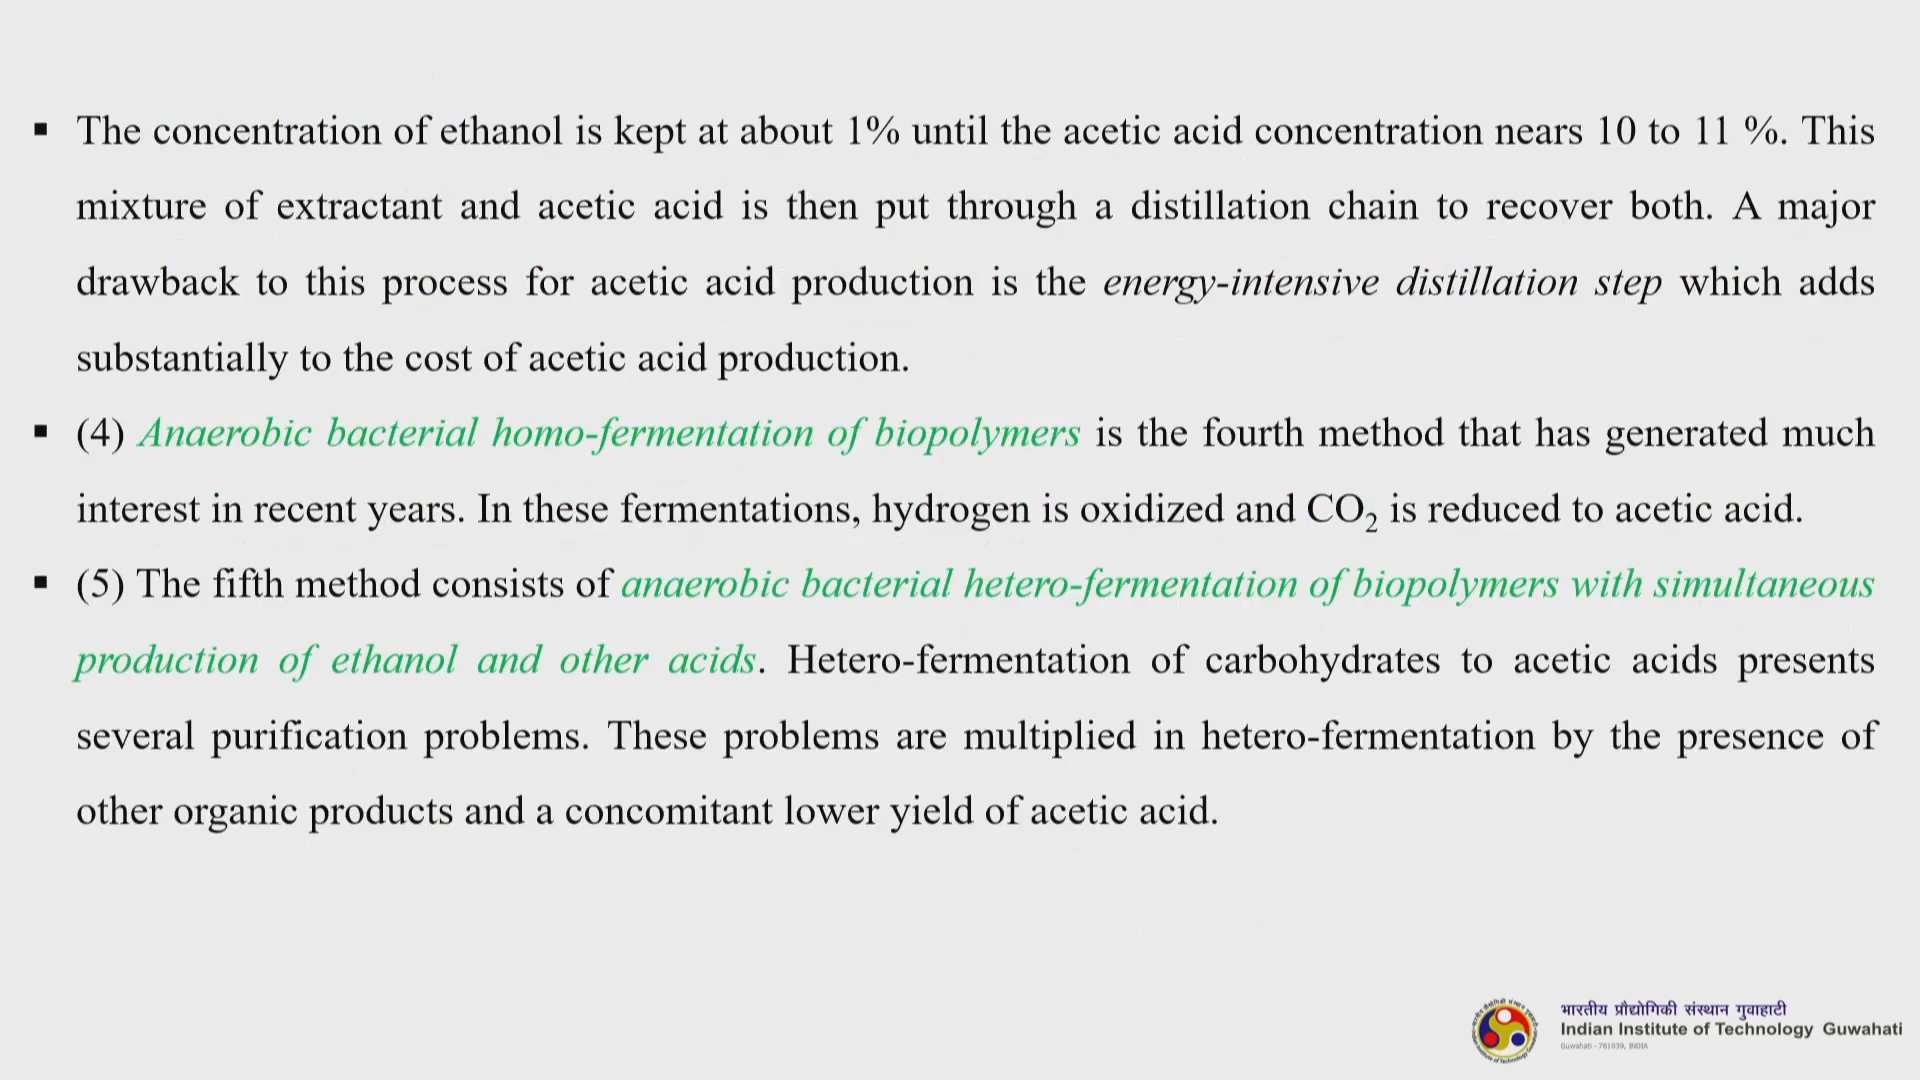 ▪ The concentration of ethanol is kept at about 1% until the acetic acid concentration nears 10 to 11 %. This
mixture of extractant and acetic acid is then put through a distillation chain to recover both. A major
drawback to this process for acetic acid production is the energy-intensive distillation step which adds
substantially to the cost of acetic acid production.
▪ (4) Anaerobic bacterial homo-fermentation of biopolymers is the fourth method that has generated much
interest in recent years. In these fermentations, hydrogen is oxidized and CO₂ is reduced to acetic acid.
▪ (5) The fifth method consists of anaerobic bacterial hetero-fermentation of biopolymers with simultaneous
production of ethanol and other acids. Hetero-fermentation of carbohydrates to acetic acids presents
several purification problems. These problems are multiplied in hetero-fermentation by the presence of
other organic products and a concomitant lower yield of acetic acid.
भारतीय प्रौद्योगिकी संस्थान गुवाहाटी
Indian Institute of Technology Guwahati
Guwahati - 781039, INDIA